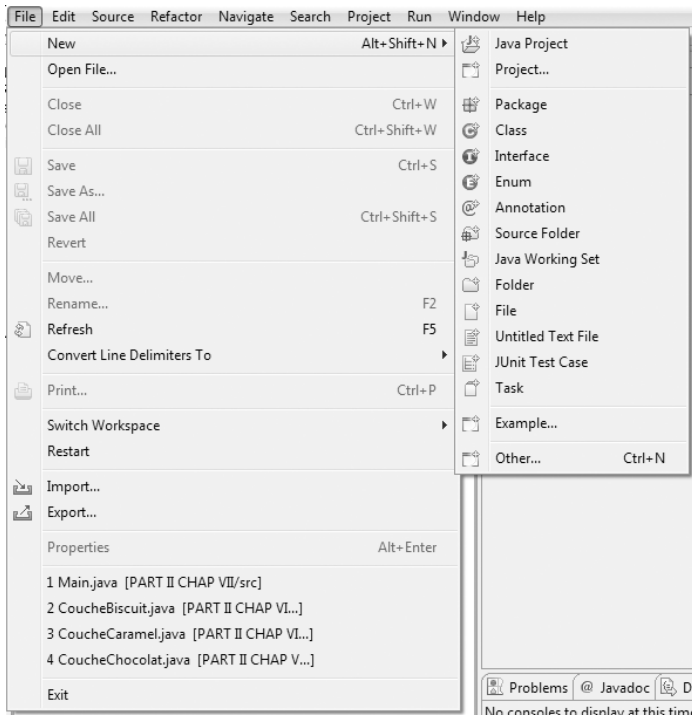 File Edit Source Refactor Navigate Search Project Run Window Help
New Alt+Shift+N
Open File...
Close Ctrl+W
Close All Ctrl+Shift+W
Save Ctrl+S
Save As...
Save All Ctrl+Shift+S
Revert
Move...
Rename... F2
Refresh F5
Convert Line Delimiters To
Print... Ctrl+P
Switch Workspace
Restart
Import...
Export...
Properties Alt+Enter
1 Main.java [PART II CHAP VII/src]
2 CoucheBiscuit.java [PART II CHAP VI...]
3 CoucheCaramel.java [PART II CHAP VI...]
4 CoucheChocolat.java [PART II CHAP V...]
Exit
Java Project
Project...
Package
Class
Interface
Enum
Annotation
Source Folder
Java Working Set
Folder
File
Untitled Text File
JUnit Test Case
Task
Example...
Other... Ctrl+N
Problems @ Javadoc D
No consoles to display at this time